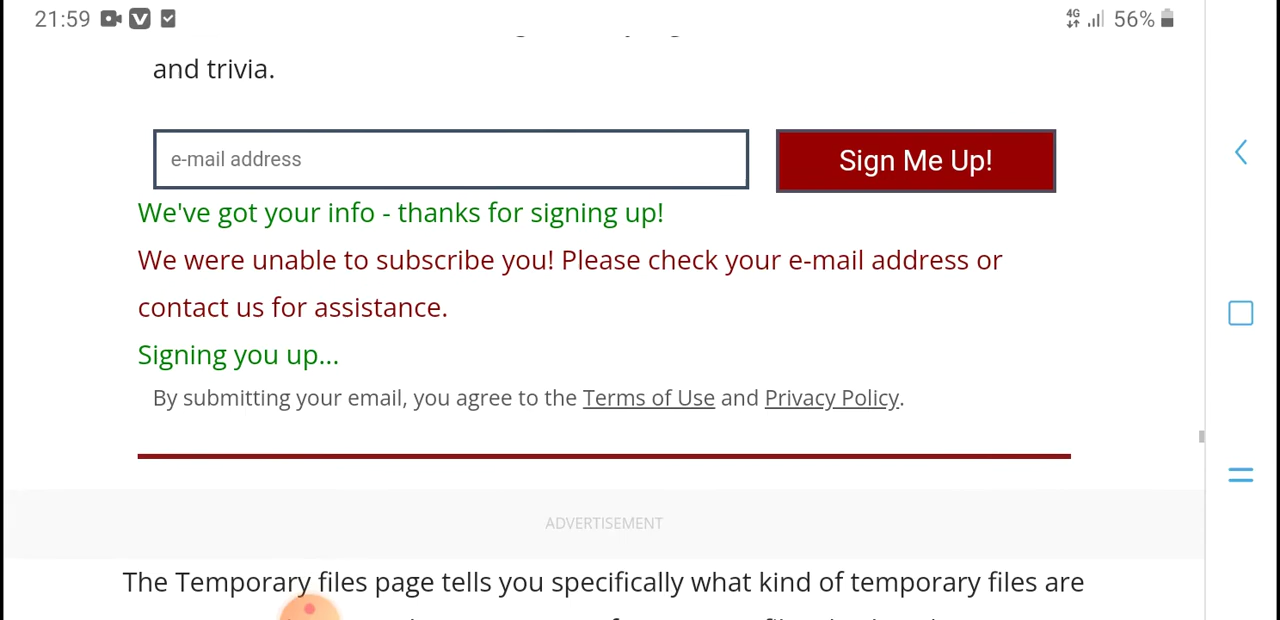 21:59 4G 56%
and trivia.
e-mail address Sign Me Up!
We've got your info - thanks for signing up!
We were unable to subscribe you! Please check your e-mail address or
contact us for assistance.
Signing you up...
By submitting your email, you agree to the Terms of Use and Privacy Policy.
ADVERTISEMENT
The Temporary files page tells you specifically what kind of temporary files are